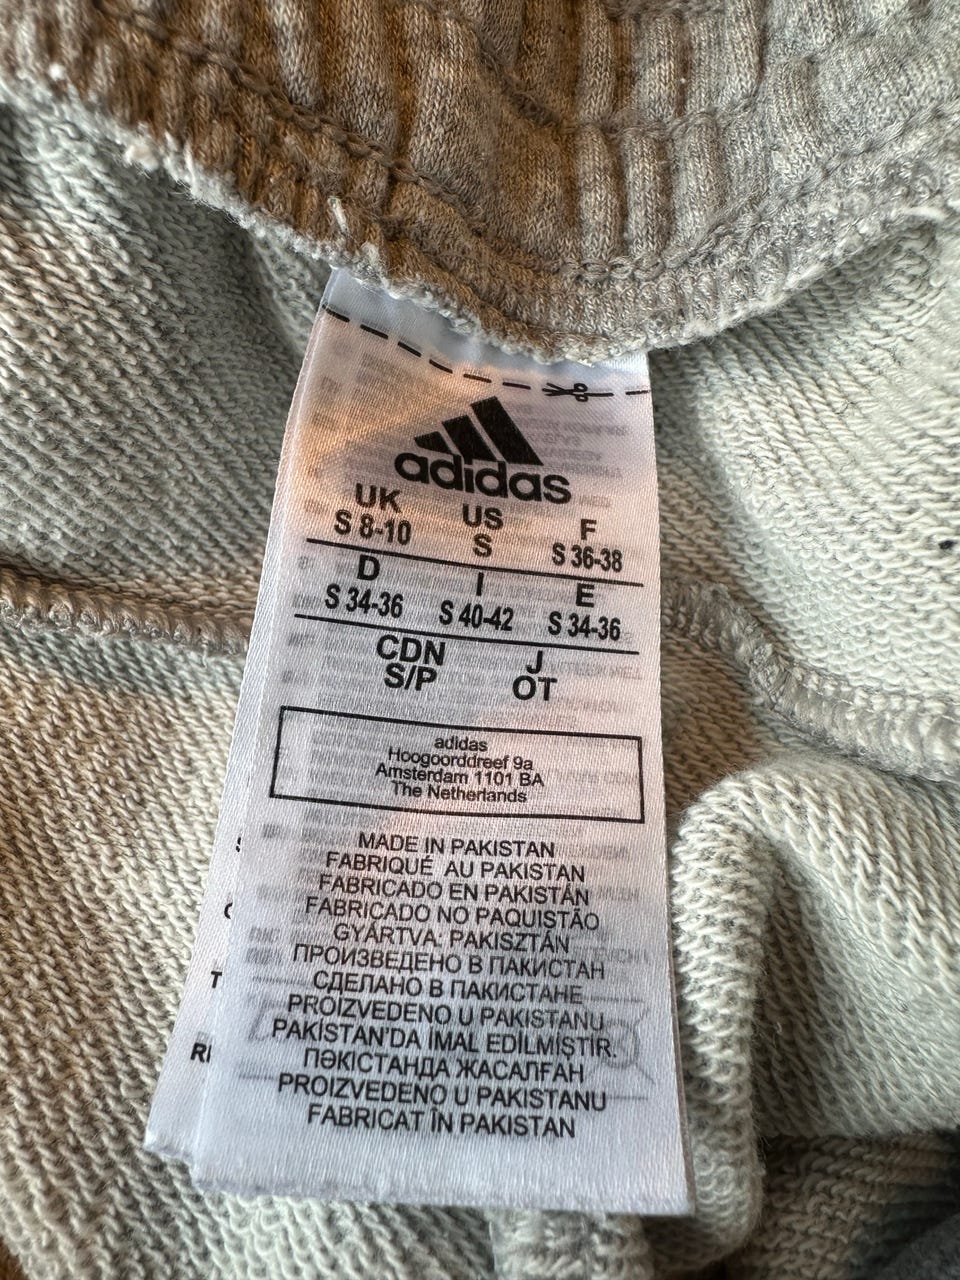 adidas
UK US F
S 8-10 S S 36-38
D I E
S 34-36 S 40-42 S 34-36
CDN J
S/P OT
adidas
Hoogoorddreef 9a
Amsterdam 1101 BA
The Netherlands
MADE IN PAKISTAN
FABRIQUÉ AU PAKISTAN
FABRICADO EN PAKISTÁN
FABRICADO NO PAQUISTÃO
GYÁRTVA: PAKISZTÁN
ПРОИЗВЕДЕНО В ПАКИСТАН
СДЕЛАНО В ПАКИСТАНЕ
PROIZVEDENO U PAKISTANU
PAKİSTAN'DA İMAL EDİLMİŞTİR.
ПӘКІСТАНДА ЖАСАЛҒАН
PROIZVEDENO U PAKISTANU
FABRICAT ÎN PAKISTAN